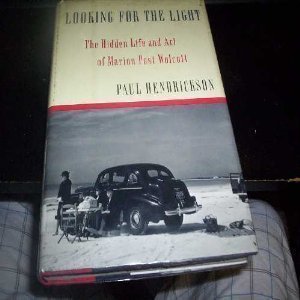 LOOKING FOR THE LIGHT
The Hidden Life and Art
of Marion Post Wolcott
PAUL HENDRICKSON